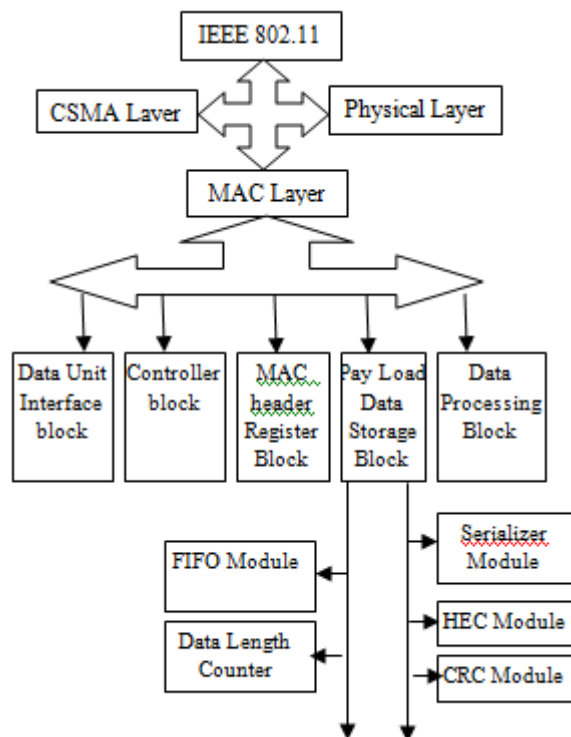 IEEE 802.11
CSMA Laver
Physical Layer
MAC Layer
Data Unit
Interface
block
Controller
block
MAC
header
Register
Block
Pay Load
Data
Storage
Block
Data
Processing
Block
FIFO Module
Data Length
Counter
Serializer
Module
HEC Module
CRC Module